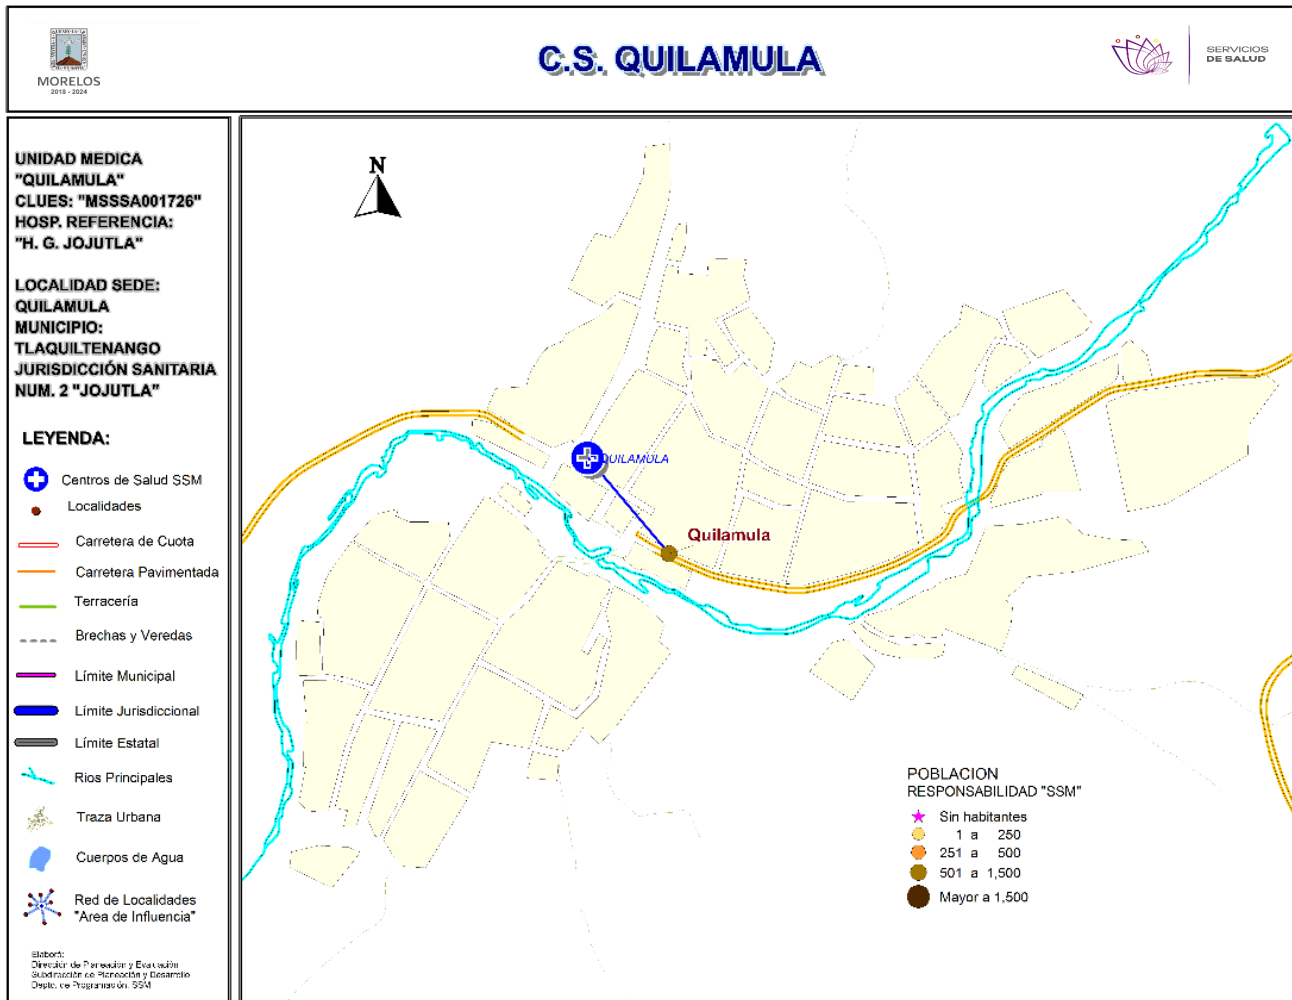 MORELOS
2018 - 2024
C.S. QUILAMULA
SERVICIOS
DE SALUD
UNIDAD MEDICA
"QUILAMULA"
CLUES: "MSSSA001726"
HOSP. REFERENCIA:
"H. G. JOJUTLA"
LOCALIDAD SEDE:
QUILAMULA
MUNICIPIO:
TLAQUILTENANGO
JURISDICCIÓN SANITARIA
NUM. 2 "JOJUTLA"
LEYENDA:
Centros de Salud SSM
Localidades
Carretera de Cuota
Carretera Pavimentada
Terracería
Brechas y Veredas
Límite Municipal
Límite Jurisdiccional
Límite Estatal
Rios Principales
Traza Urbana
Cuerpos de Agua
Red de Localidades
"Area de Influencia"
Elaboró:
Dirección de Planeación y Evaluación
Subdirección de Planeación y Desarrollo
Depto. de Programación. SSM
N
QUILAMULA
Quilamula
POBLACION
RESPONSABILIDAD "SSM"
Sin habitantes
1 a 250
251 a 500
501 a 1,500
Mayor a 1,500